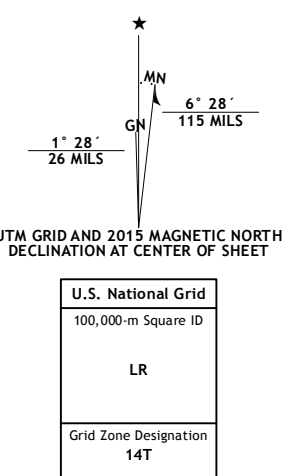 ★
MN
GN
6° 28´
115 MILS
1° 28´
26 MILS
UTM GRID AND 2015 MAGNETIC NORTH
DECLINATION AT CENTER OF SHEET
U.S. National Grid
100,000-m Square ID
LR
Grid Zone Designation
14T